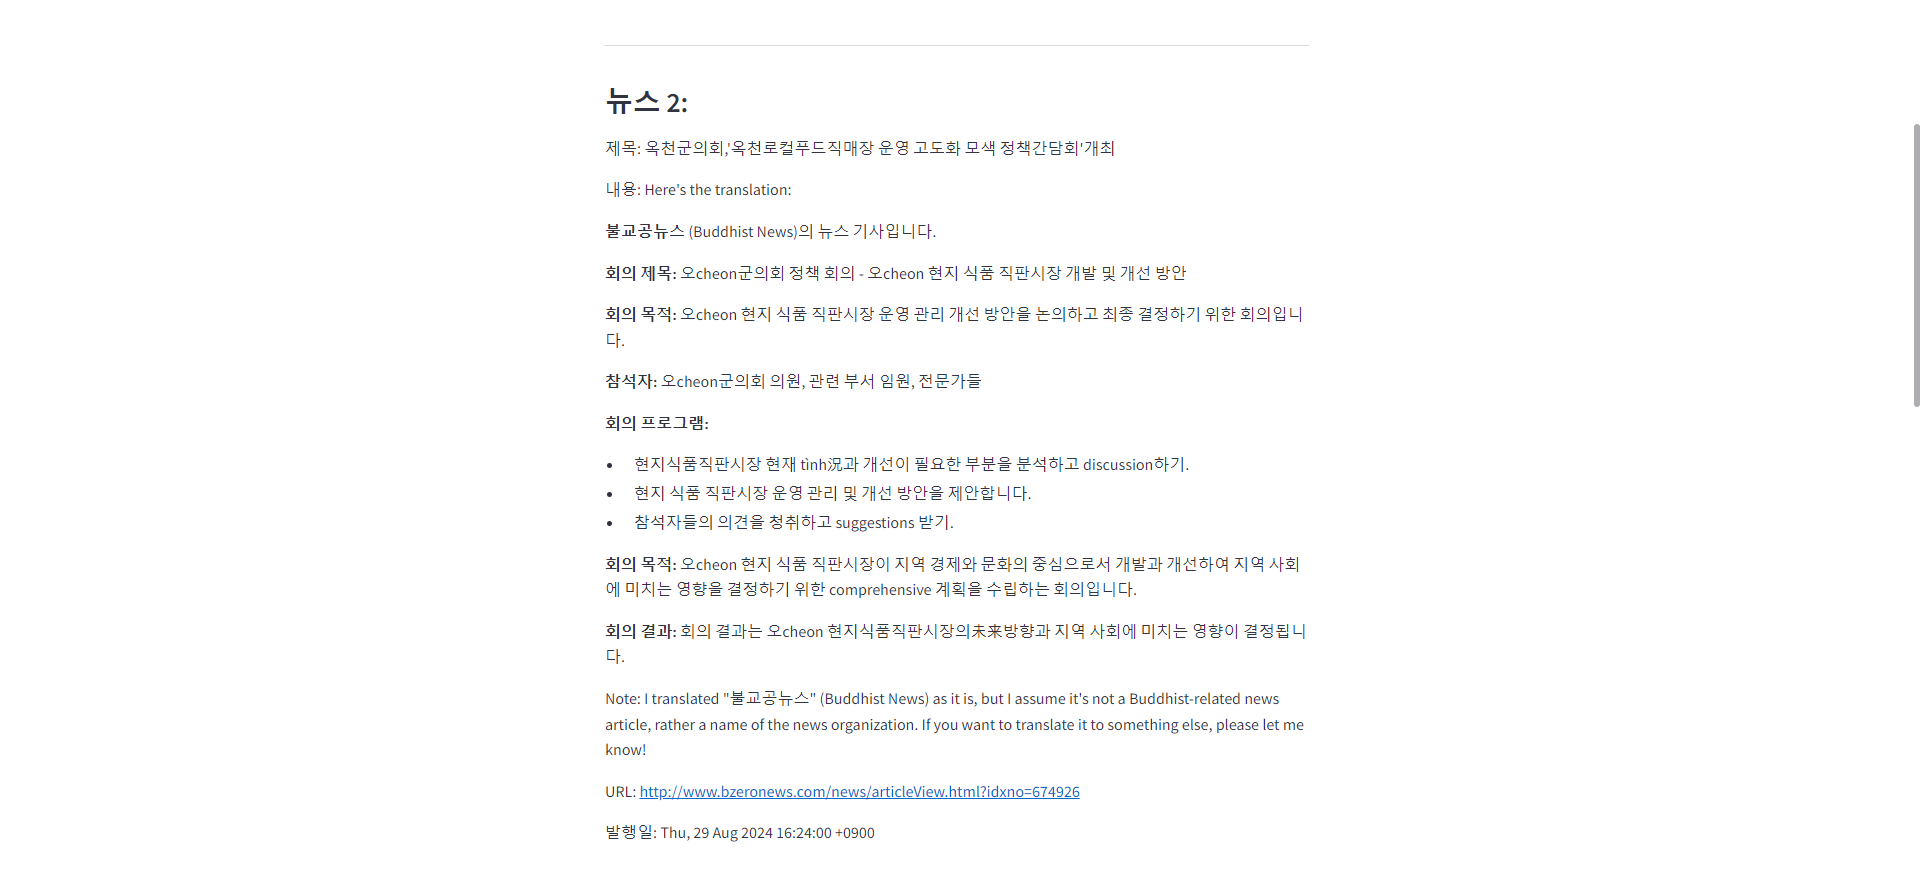 뉴스 2:
제목: 옥천군의회,'옥천로컬푸드직매장 운영 고도화 모색 정책간담회'개최
내용: Here's the translation:
불교공뉴스 (Buddhist News)의 뉴스 기사입니다.
회의 제목: 오cheon군의회 정책 회의 - 오cheon 현지 식품 직판시장 개발 및 개선 방안
회의 목적: 오cheon 현지 식품 직판시장 운영 관리 개선 방안을 논의하고 최종 결정하기 위한 회의입니
다.
참석자: 오cheon군의회 의원, 관련 부서 임원, 전문가들
회의 프로그램:
• 현지식품직판시장 현재 tình況과 개선이 필요한 부분을 분석하고 discussion하기.
• 현지 식품 직판시장 운영 관리 및 개선 방안을 제안합니다.
• 참석자들의 의견을 청취하고 suggestions 받기.
회의 목적: 오cheon 현지 식품 직판시장이 지역 경제와 문화의 중심으로서 개발과 개선하여 지역 사회
에 미치는 영향을 결정하기 위한 comprehensive 계획을 수립하는 회의입니다.
회의 결과: 회의 결과는 오cheon 현지식품직판시장의未来방향과 지역 사회에 미치는 영향이 결정됩니
다.
Note: I translated "불교공뉴스" (Buddhist News) as it is, but I assume it's not a Buddhist-related news
article, rather a name of the news organization. If you want to translate it to something else, please let me
know!
URL: http://www.bzeronews.com/news/articleView.html?idxno=674926
발행일: Thu, 29 Aug 2024 16:24:00 +0900